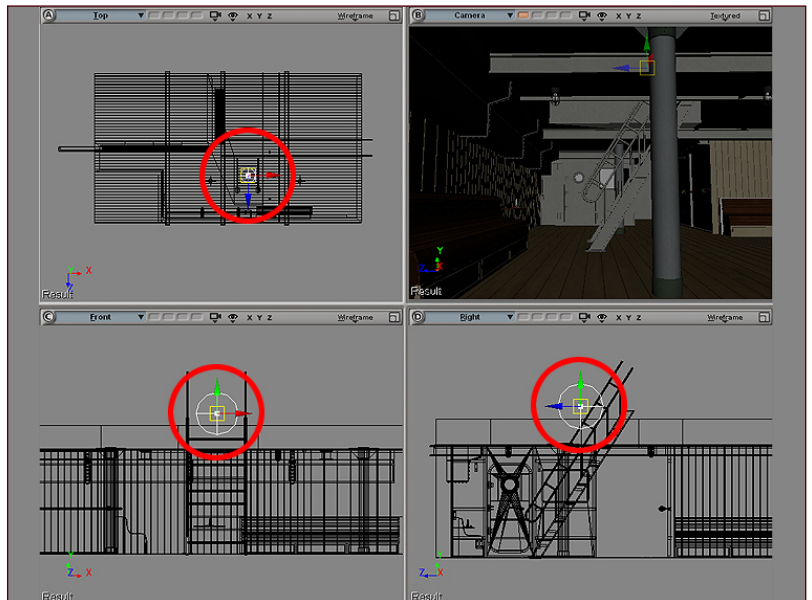 A Top X Y Z Wireframe
B Camera X Y Z Textured
X
Z
Result
Y
Z X
Result
C Front X Y Z Wireframe
D Right X Y Z Wireframe
Y
Z X
Result
Y
Z X
Result